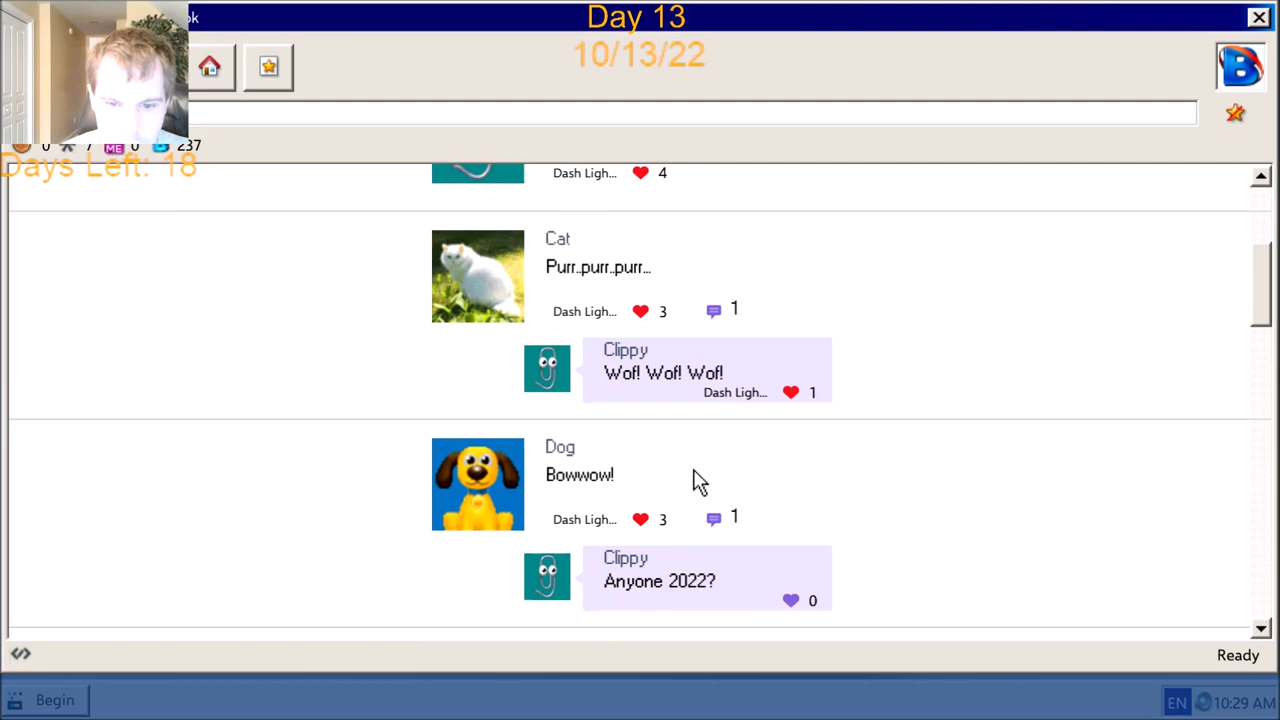 ok
Day 13
10/13/22
0 7 ME 0 237
Days Left: 18
Dash Ligh... 4
Cat
Purr..purr..purr...
Dash Ligh... 3 1
Clippy
Wof! Wof! Wof!
Dash Ligh... 1
Dog
Bowwow!
Dash Ligh... 3 1
Clippy
Anyone 2022?
0
Ready
Begin
EN 10:29 AM